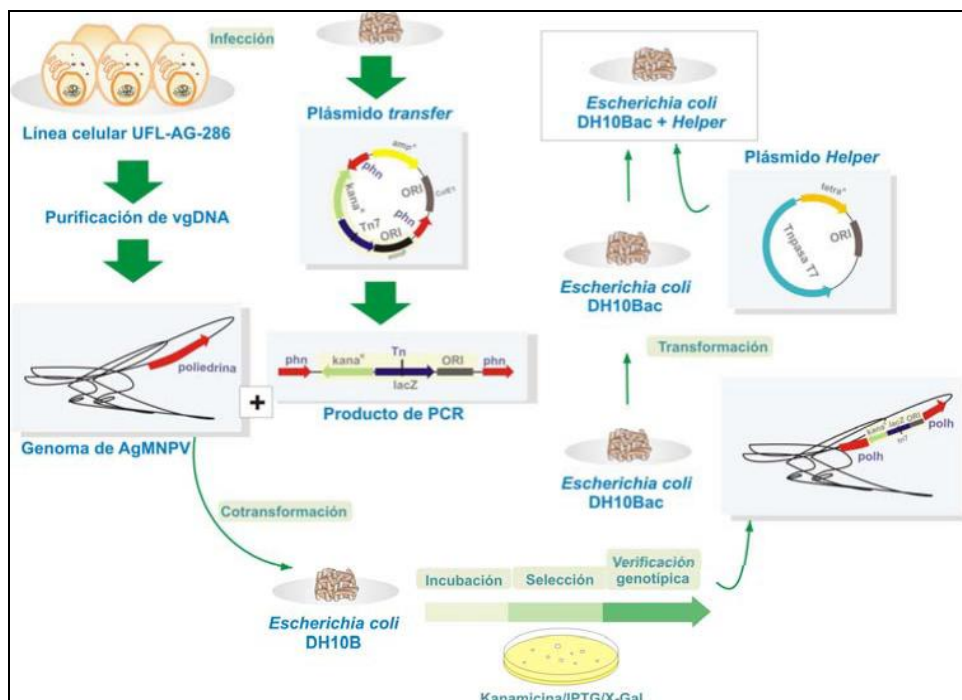 Infección
Línea celular UFL-AG-286
Purificación de vgDNA
poliedrina
Genoma de AgMNPV
+
Plásmido transfer
amp^R
phn
ORI
ColE1
kana^R
phn
Tn7
ORI
phn
kana^R
Tn
lacZ
ORI
phn
Producto de PCR
Cotransformación
Escherichia coli
DH10B
Incubación
Selección
Verificación
genotípica
Kanamicina/IPTG/X-Gal
kana^R lacZ ORI
tn7
polh
polh
Escherichia coli
DH10Bac
Transformación
Escherichia coli
DH10Bac
Plásmido Helper
tetra^R
ORI
Tnpasa T7
Escherichia coli
DH10Bac + Helper